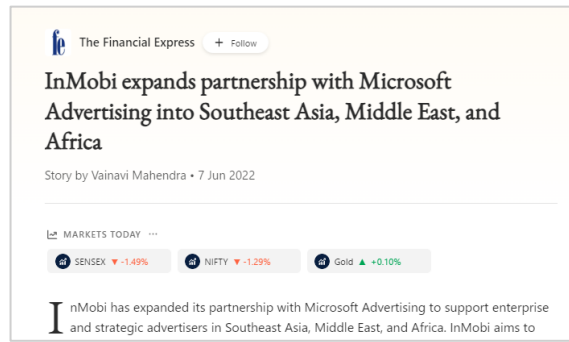 fe The Financial Express + Follow
InMobi expands partnership with Microsoft
Advertising into Southeast Asia, Middle East, and
Africa
Story by Vainavi Mahendra • 7 Jun 2022
MARKETS TODAY ...
SENSEX ▼ -1.49% NIFTY ▼ -1.29% Gold ▲ +0.10%
InMobi has expanded its partnership with Microsoft Advertising to support enterprise
and strategic advertisers in Southeast Asia, Middle East, and Africa. InMobi aims to